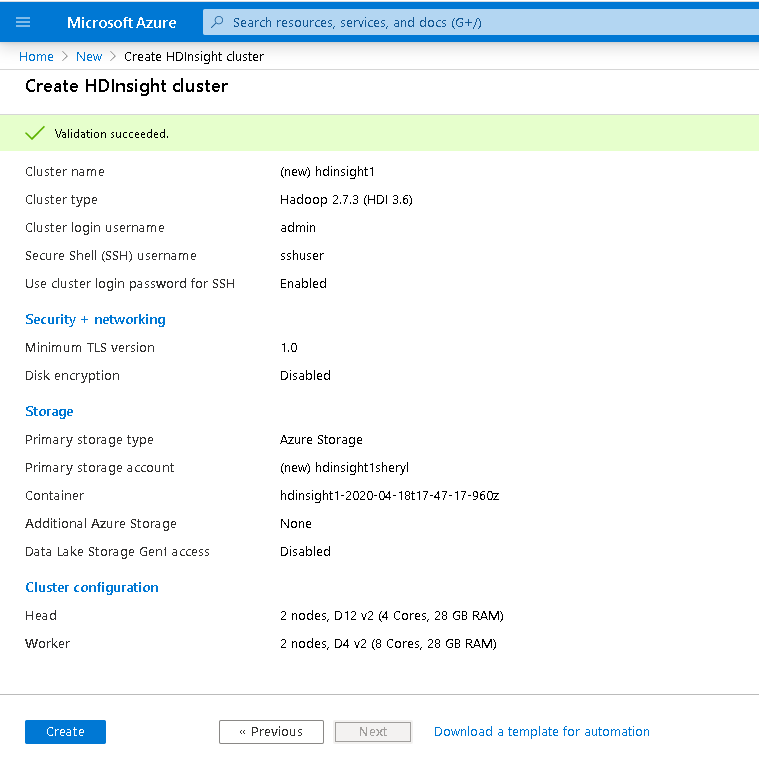 Microsoft Azure
Search resources, services, and docs (G+/)
Home > New > Create HDInsight cluster
Create HDInsight cluster
Validation succeeded.
Cluster name (new) hdinsight1
Cluster type Hadoop 2.7.3 (HDI 3.6)
Cluster login username admin
Secure Shell (SSH) username sshuser
Use cluster login password for SSH Enabled
Security + networking
Minimum TLS version 1.0
Disk encryption Disabled
Storage
Primary storage type Azure Storage
Primary storage account (new) hdinsight1sheryl
Container hdinsight1-2020-04-18t17-47-17-960z
Additional Azure Storage None
Data Lake Storage Gen1 access Disabled
Cluster configuration
Head 2 nodes, D12 v2 (4 Cores, 28 GB RAM)
Worker 2 nodes, D4 v2 (8 Cores, 28 GB RAM)
Create « Previous Next Download a template for automation